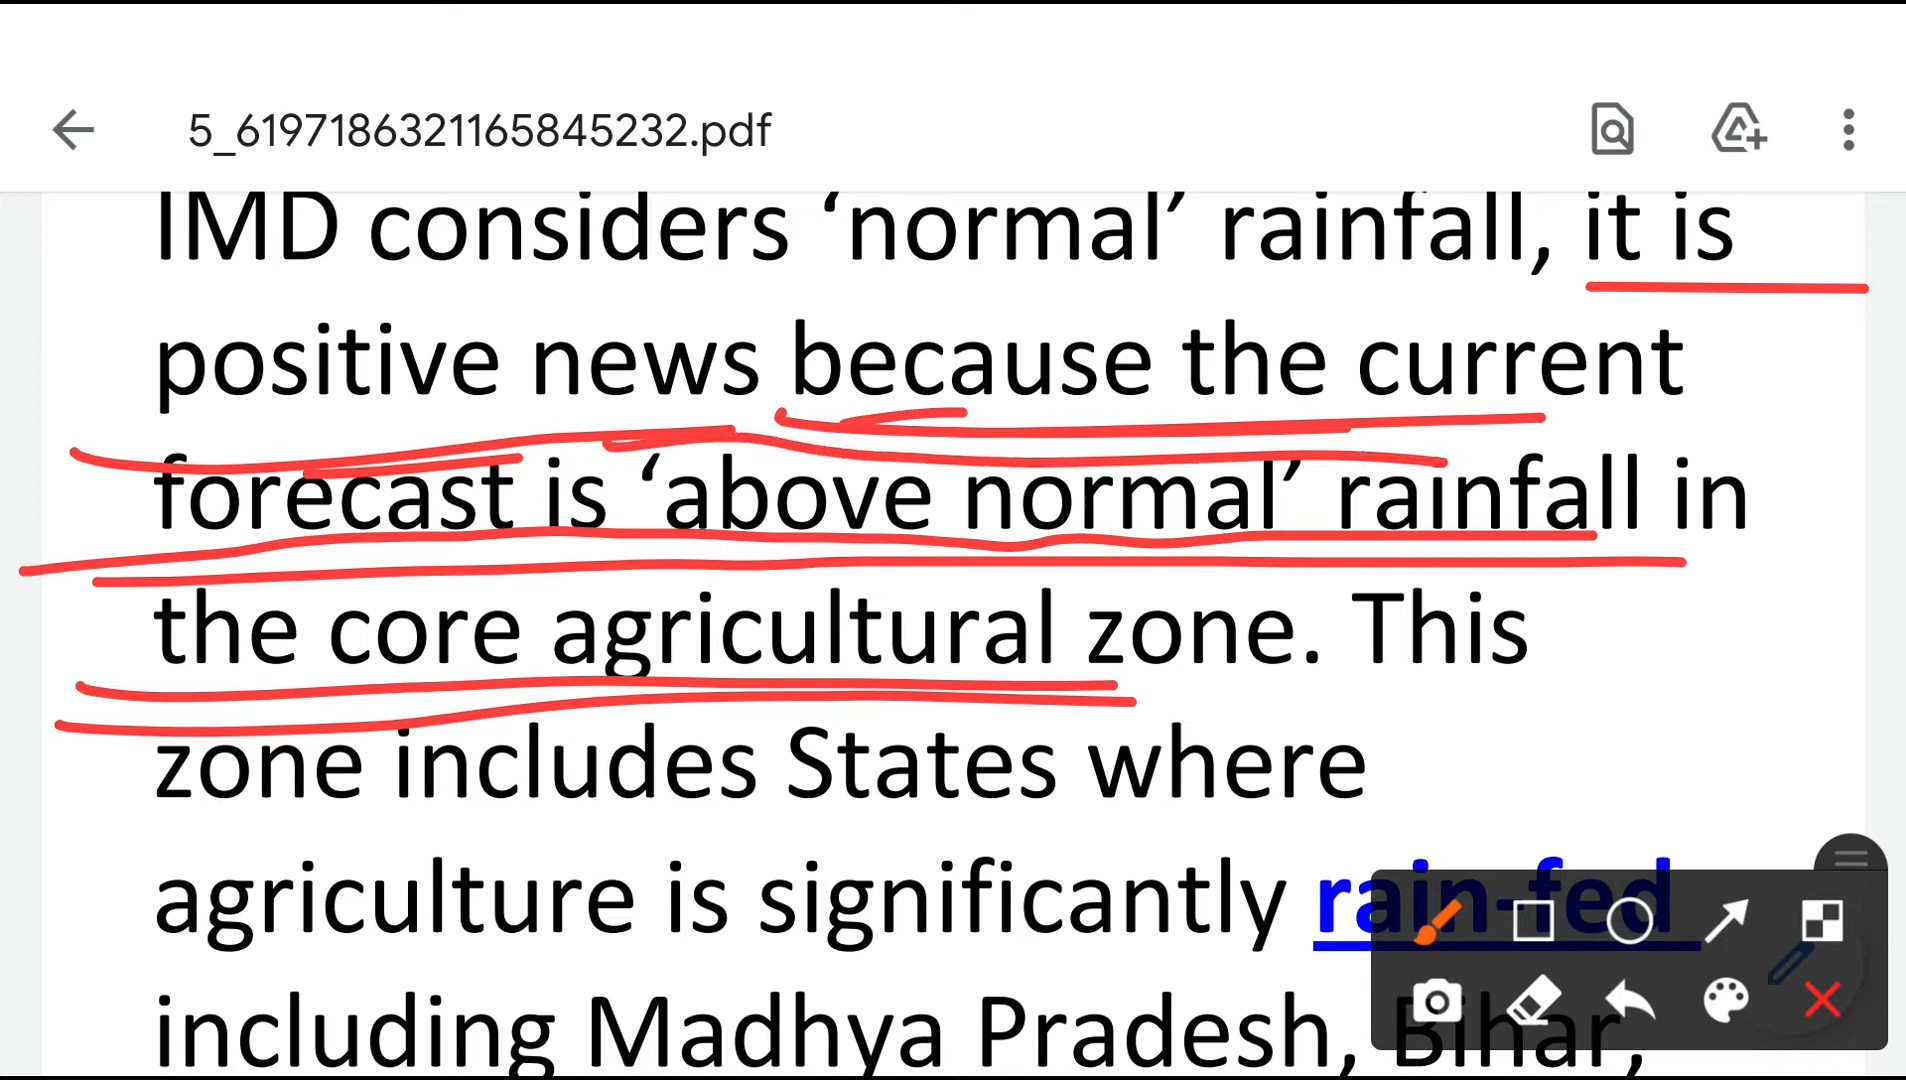 5_6197186321165845232.pdf
IMD considers ‘normal’ rainfall, it is
positive news because the current
forecast is ‘above normal’ rainfall in
the core agricultural zone. This
zone includes States where
agriculture is significantly rain-fed
including Madhya Pradesh, Bihar,